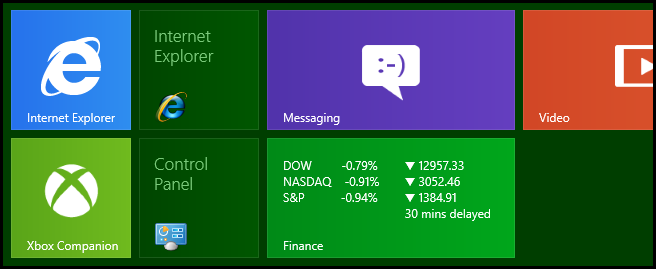 Internet Explorer
Internet
Explorer
:-)
Messaging
Video
Xbox Companion
Control
Panel
DOW -0.79% ▼ 12957.33
NASDAQ -0.91% ▼ 3052.46
S&P -0.94% ▼ 1384.91
30 mins delayed
Finance